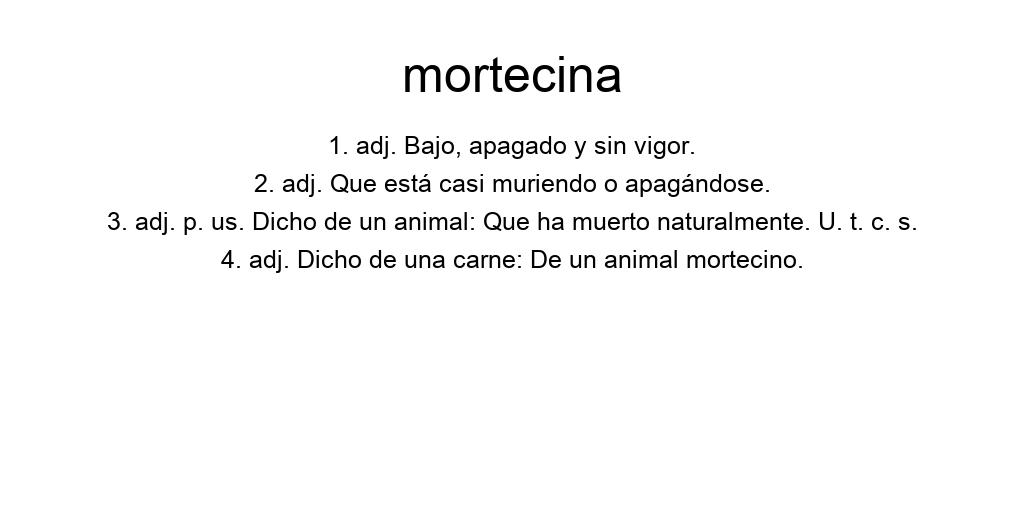 mortecina
1. adj. Bajo, apagado y sin vigor.
2. adj. Que está casi muriendo o apagándose.
3. adj. p. us. Dicho de un animal: Que ha muerto naturalmente. U. t. c. s.
4. adj. Dicho de una carne: De un animal mortecino.